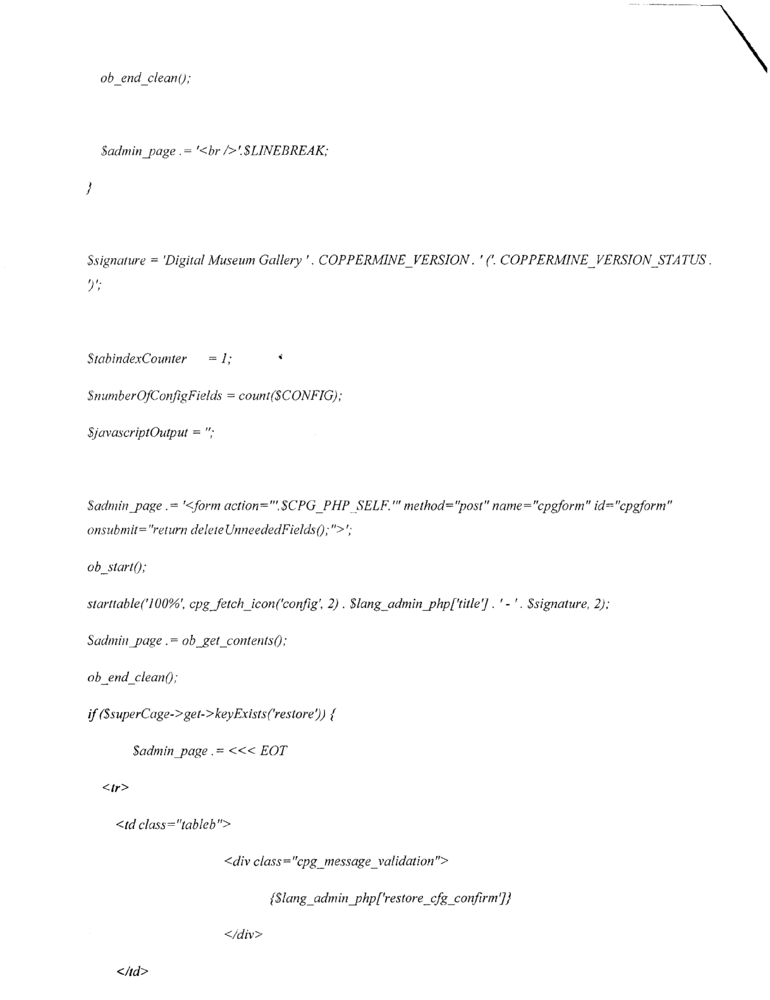 ob_end_clean();
$admin_page .= '<br />'.$LINEBREAK;
}
$signature = 'Digital Museum Gallery ' . COPPERMINE_VERSION . ' ('. COPPERMINE_VERSION_STATUS .
')';
$tabindexCounter = 1;
$numberOfConfigFields = count($CONFIG);
$javascriptOutput = '';
$admin_page .= '<form action="'.$CPG_PHP_SELF.'" method="post" name="cpgform" id="cpgform"
onsubmit="return deleteUnneededFields();">';
ob_start();
starttable('100%', cpg_fetch_icon('config', 2) . $lang_admin_php['title'] . ' - ' . $signature, 2);
$admin_page .= ob_get_contents();
ob_end_clean();
if ($superCage->get->keyExists('restore')) {
$admin_page .= <<< EOT
<tr>
<td class="tableb">
<div class="cpg_message_validation">
{$lang_admin_php['restore_cfg_confirm']}
</div>
</td>